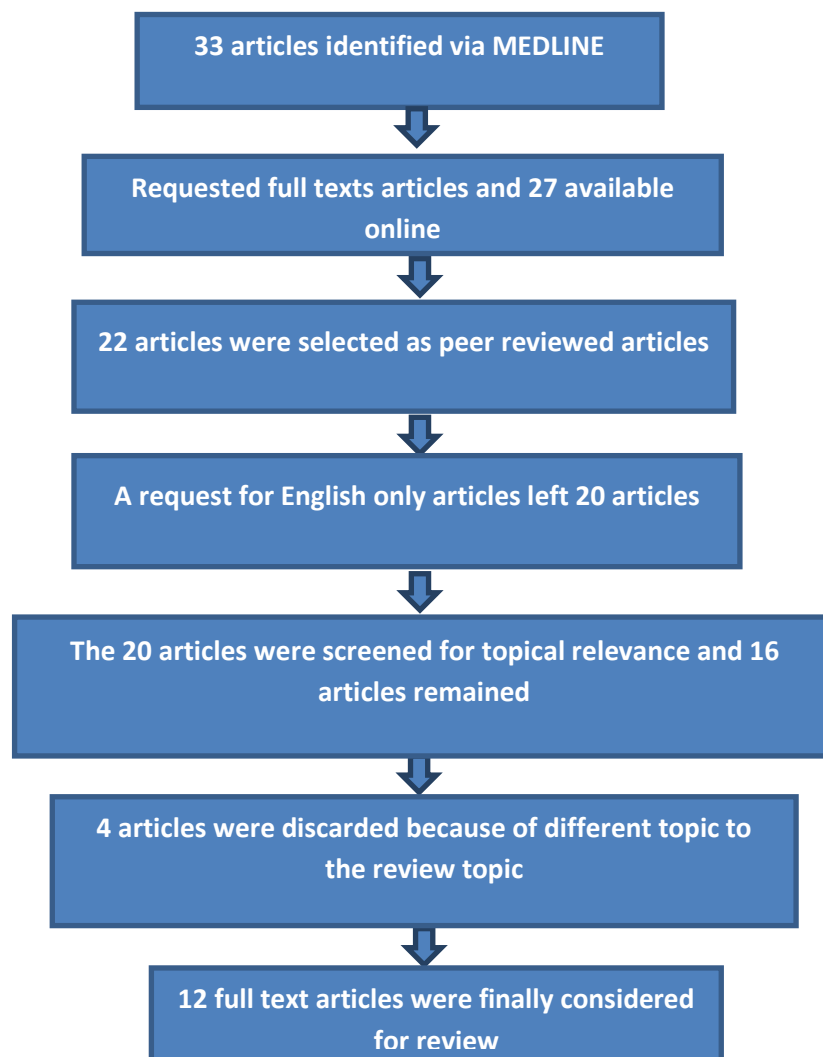 33 articles identified via MEDLINE
Requested full texts articles and 27 available
online
22 articles were selected as peer reviewed articles
A request for English only articles left 20 articles
The 20 articles were screened for topical relevance and 16
articles remained
4 articles were discarded because of different topic to
the review topic
12 full text articles were finally considered
for review